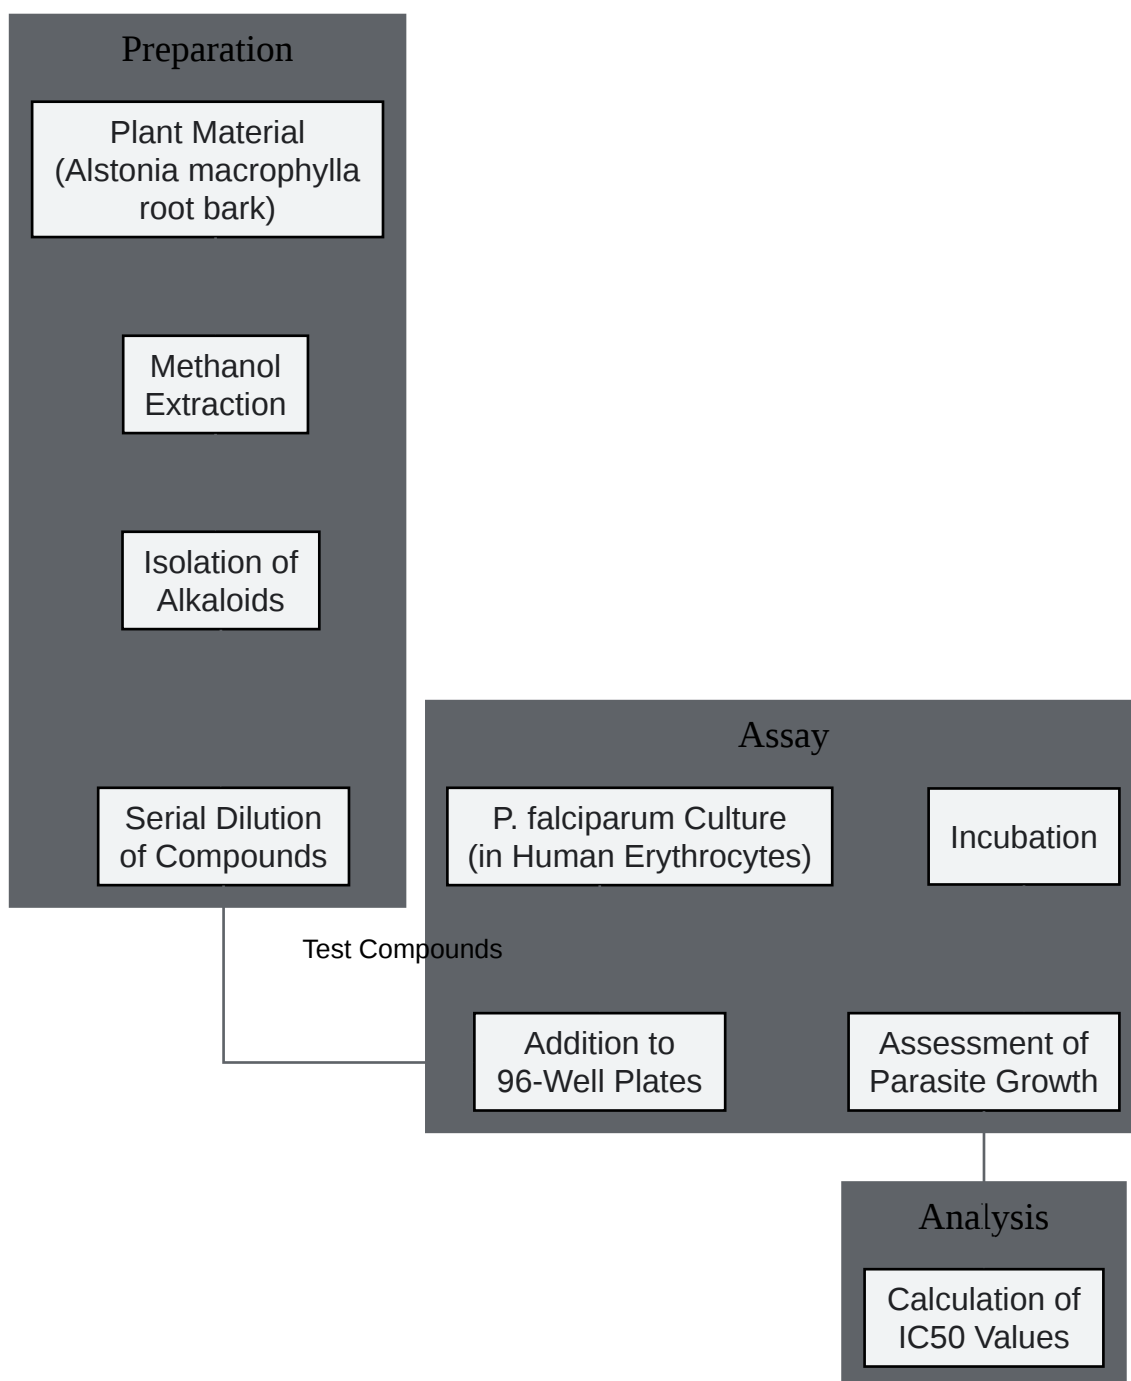 Preparation
Plant Material
(Alstonia macrophylla
root bark)
Methanol
Extraction
Isolation of
Alkaloids
Serial Dilution
of Compounds
Test Compounds
Assay
P. falciparum Culture
(in Human Erythrocytes)
Incubation
Addition to
96-Well Plates
Assessment of
Parasite Growth
Analysis
Calculation of
IC50 Values